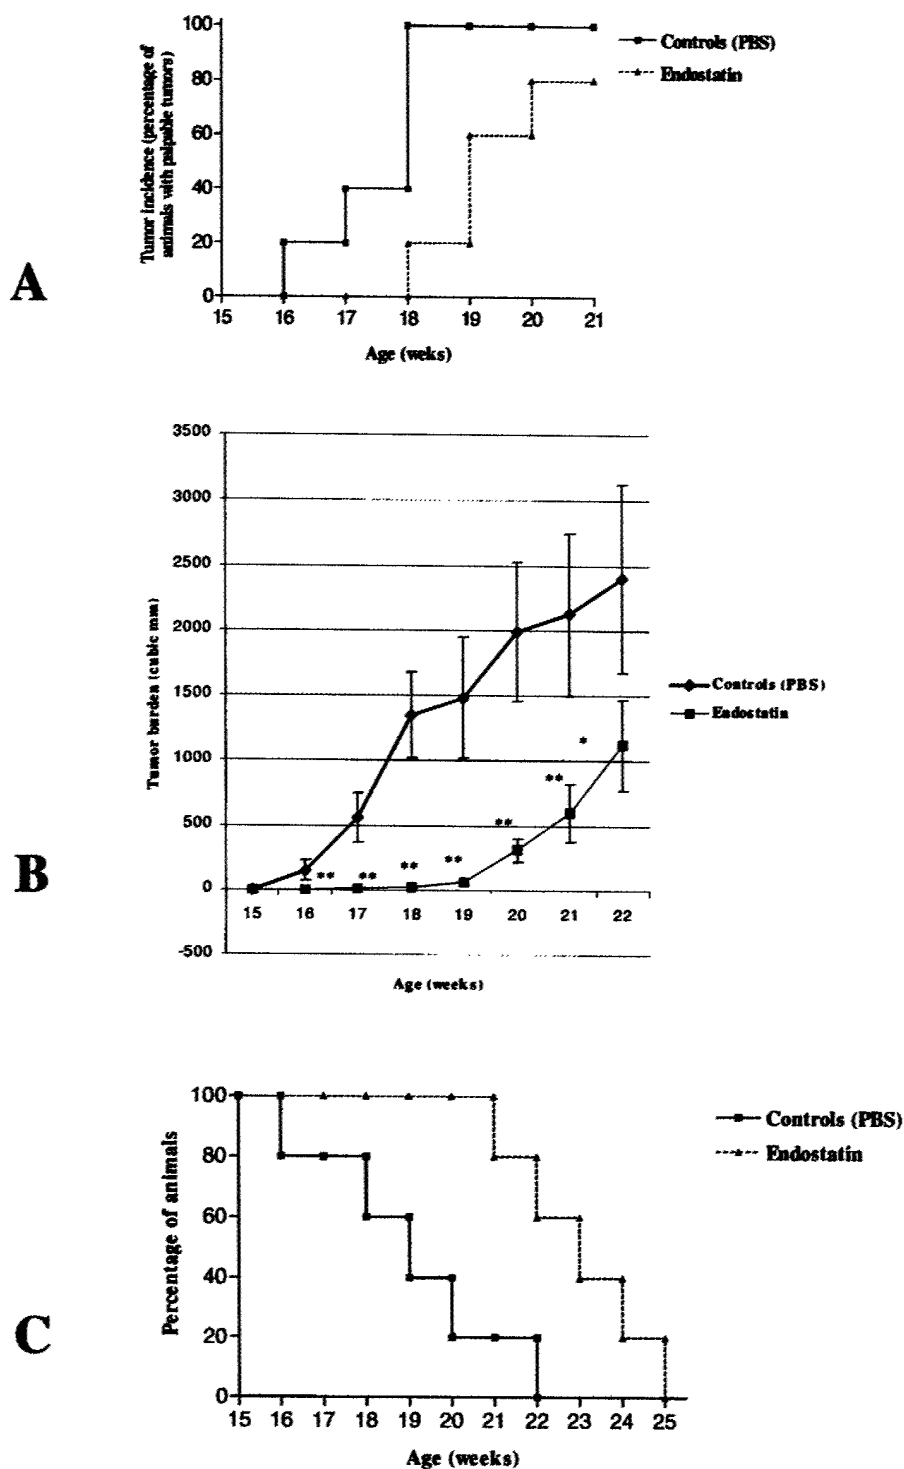 A
Tumor incidence (percentage of
animals with palpable tumors)
100
80
60
40
20
0
15 16 17 18 19 20 21
Age (weks)
Controls (PBS)
Endostatin
B
Tumor burden (cubic mm)
3500
3000
2500
2000
1500
1000
500
0
-500
** ** ** ** ** ** *
15 16 17 18 19 20 21 22
Age (weeks)
Controls (PBS)
Endostatin
C
Percentage of animals
100
80
60
40
20
0
15 16 17 18 19 20 21 22 23 24 25
Age (weeks)
Controls (PBS)
Endostatin